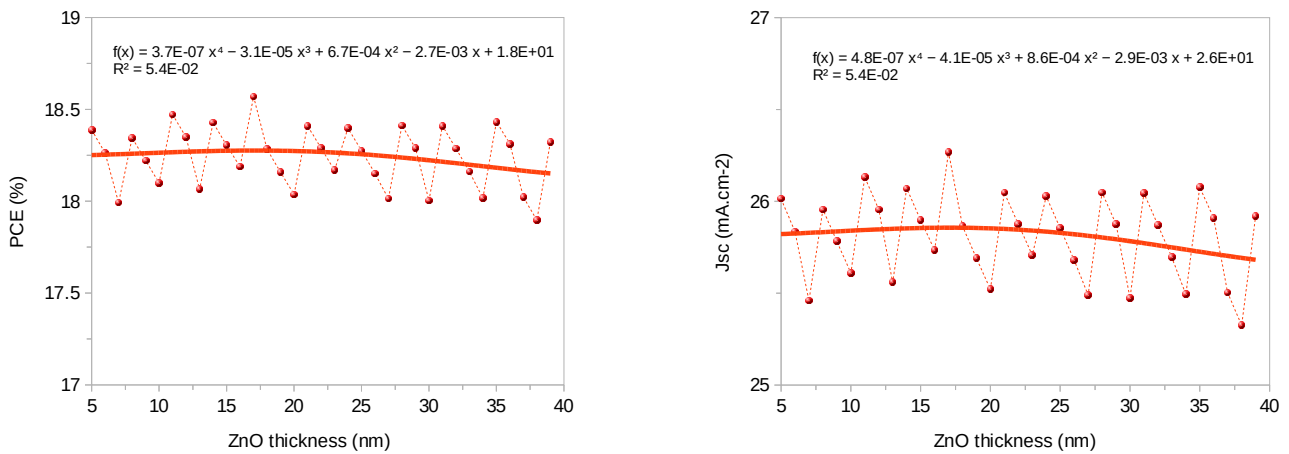 19
18.5
18
17.5
17
PCE (%)
f(x) = 3.7E-07 x⁴ − 3.1E-05 x³ + 6.7E-04 x² − 2.7E-03 x + 1.8E+01
R² = 5.4E-02
5 10 15 20 25 30 35 40
ZnO thickness (nm)
27
26
25
Jsc (mA.cm-2)
f(x) = 4.8E-07 x⁴ − 4.1E-05 x³ + 8.6E-04 x² − 2.9E-03 x + 2.6E+01
R² = 5.4E-02
5 10 15 20 25 30 35 40
ZnO thickness (nm)